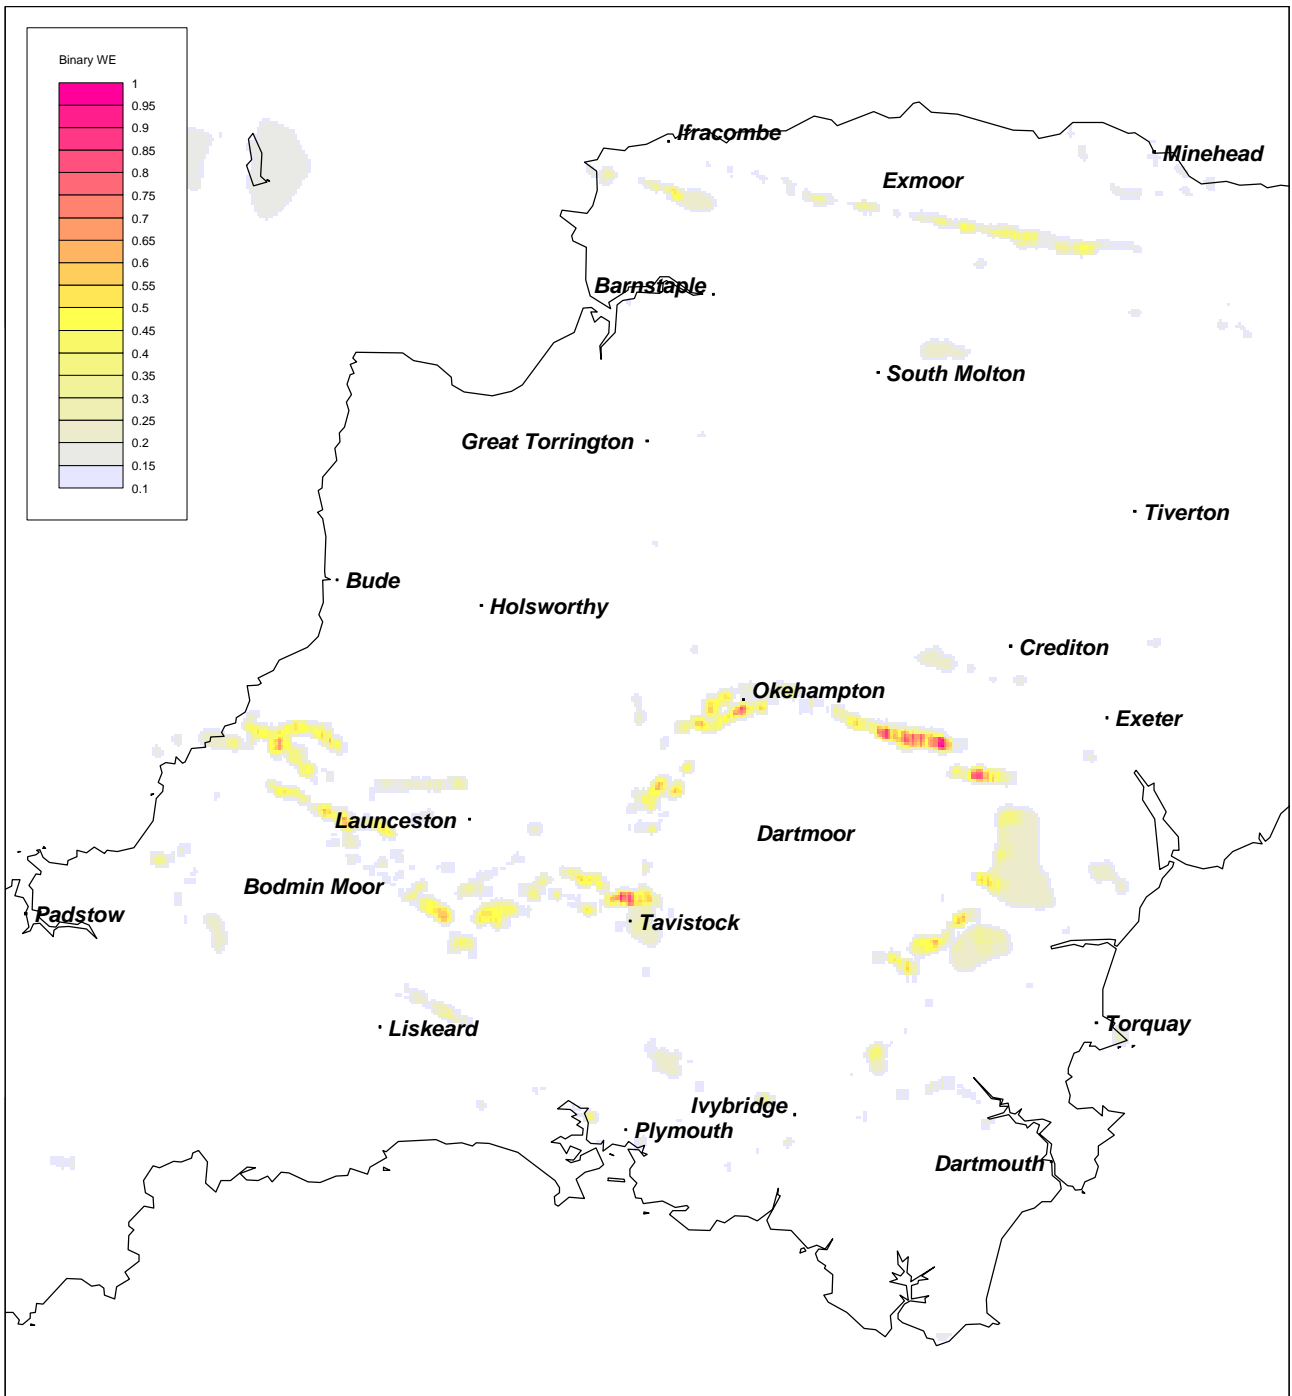 Binary WE
1
0.95
0.9
0.85
0.8
0.75
0.7
0.65
0.6
0.55
0.5
0.45
0.4
0.35
0.3
0.25
0.2
0.15
0.1
Ifracombe
Minehead
Exmoor
Barnstaple
South Molton
Great Torrington
Tiverton
Bude
Holsworthy
Crediton
Okehampton
Exeter
Launceston
Dartmoor
Bodmin Moor
Padstow
Tavistock
Torquay
Liskeard
Ivybridge
Plymouth
Dartmouth